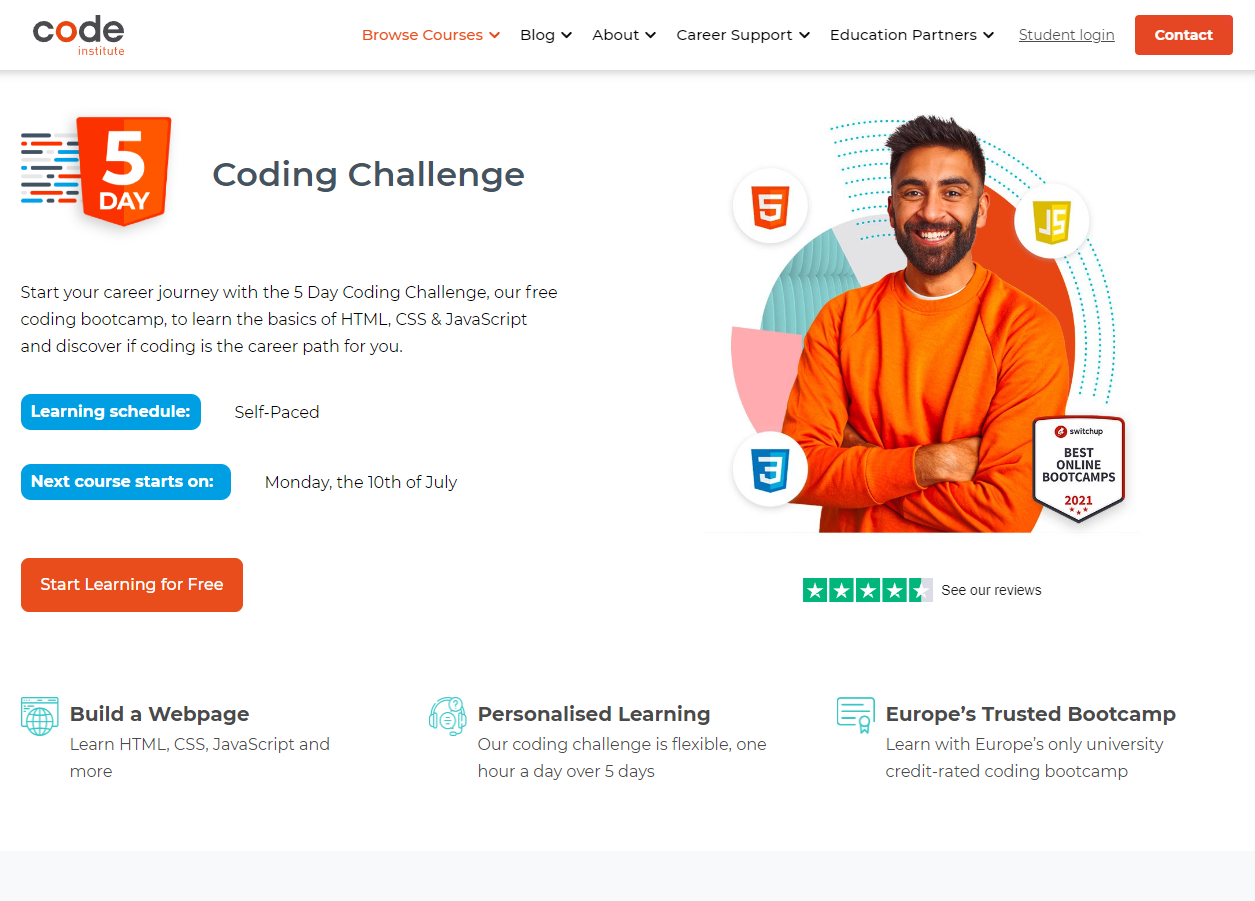 code
institute
Browse Courses
Blog
About
Career Support
Education Partners
Student login
Contact
5
DAY
Coding Challenge
Start your career journey with the 5 Day Coding Challenge, our free
coding bootcamp, to learn the basics of HTML, CSS & JavaScript
and discover if coding is the career path for you.
Learning schedule:
Self-Paced
Next course starts on:
Monday, the 10th of July
Start Learning for Free
5
JS
3
switchup
BEST
ONLINE
BOOTCAMPS
2021
See our reviews
Build a Webpage
Learn HTML, CSS, JavaScript and
more
Personalised Learning
Our coding challenge is flexible, one
hour a day over 5 days
Europe’s Trusted Bootcamp
Learn with Europe’s only university
credit-rated coding bootcamp